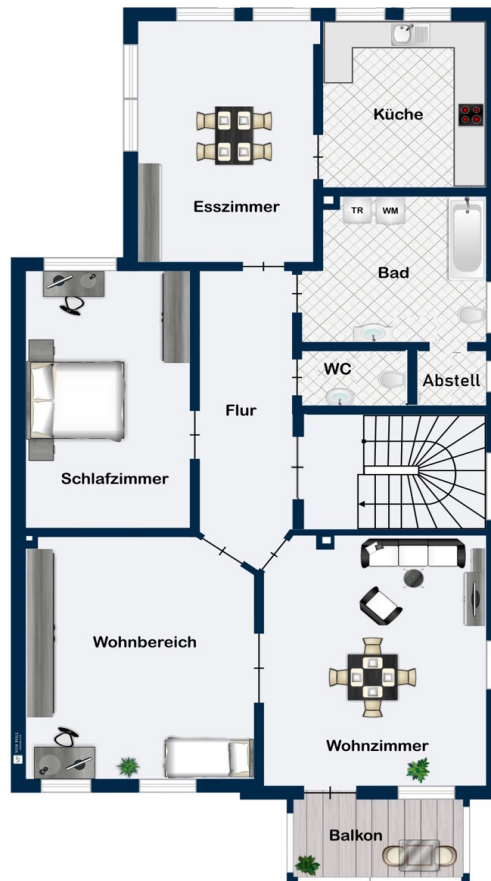 Küche
Esszimmer
TR
WM
Bad
WC
Abstell
Flur
Schlafzimmer
Wohnbereich
Wohnzimmer
Balkon